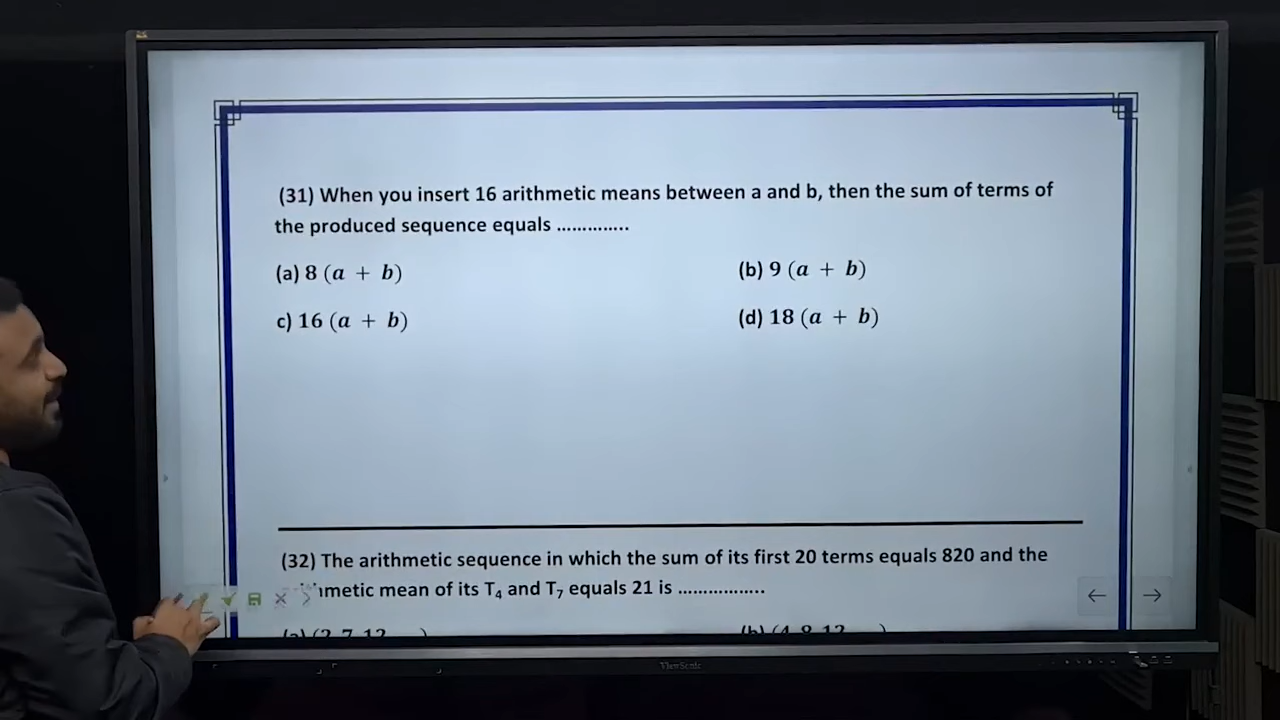 (31) When you insert 16 arithmetic means between a and b, then the sum of terms of
the produced sequence equals ..............
(a) 8 (a + b)
(b) 9 (a + b)
c) 16 (a + b)
(d) 18 (a + b)
(32) The arithmetic sequence in which the sum of its first 20 terms equals 820 and the
mean of its T₄ and T₇ equals 21 is ................
ViewSonic